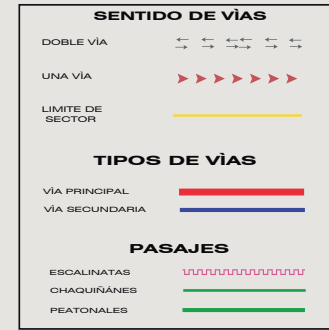 SENTIDO DE VÌAS
DOBLE VÌA
UNA VÌA
LIMITE DE
SECTOR
TIPOS DE VÌAS
VÌA PRINCIPAL
VÌA SECUNDARIA
PASAJES
ESCALINATAS
CHAQUIÑÁNES
PEATONALES